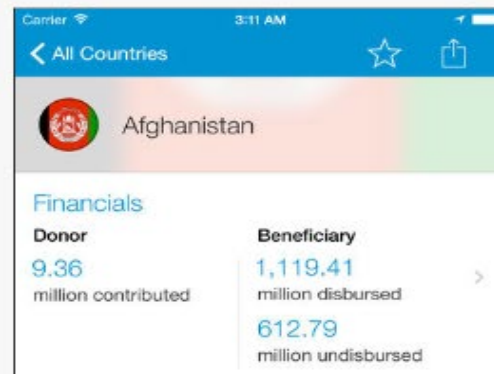 Carrier 3:11 AM
All Countries
Afghanistan
Financials
Donor
9.36
million contributed
Beneficiary
1,119.41
million disbursed
612.79
million undisbursed